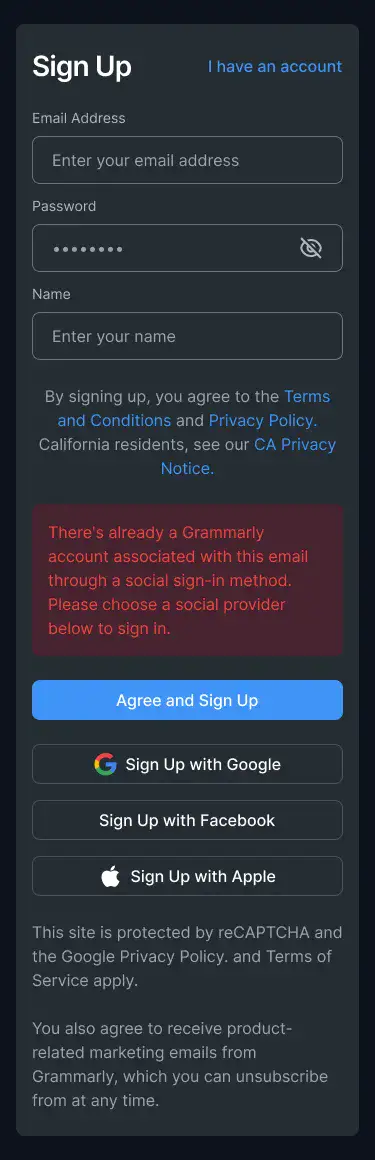 Sign Up
I have an account
Email Address
Enter your email address
Password
••••••••
Name
Enter your name
By signing up, you agree to the Terms
and Conditions and Privacy Policy.
California residents, see our CA Privacy
Notice.
There's already a Grammarly
account associated with this email
through a social sign-in method.
Please choose a social provider
below to sign in.
Agree and Sign Up
Sign Up with Google
Sign Up with Facebook
Sign Up with Apple
This site is protected by reCAPTCHA and
the Google Privacy Policy. and Terms of
Service apply.
You also agree to receive product-
related marketing emails from
Grammarly, which you can unsubscribe
from at any time.